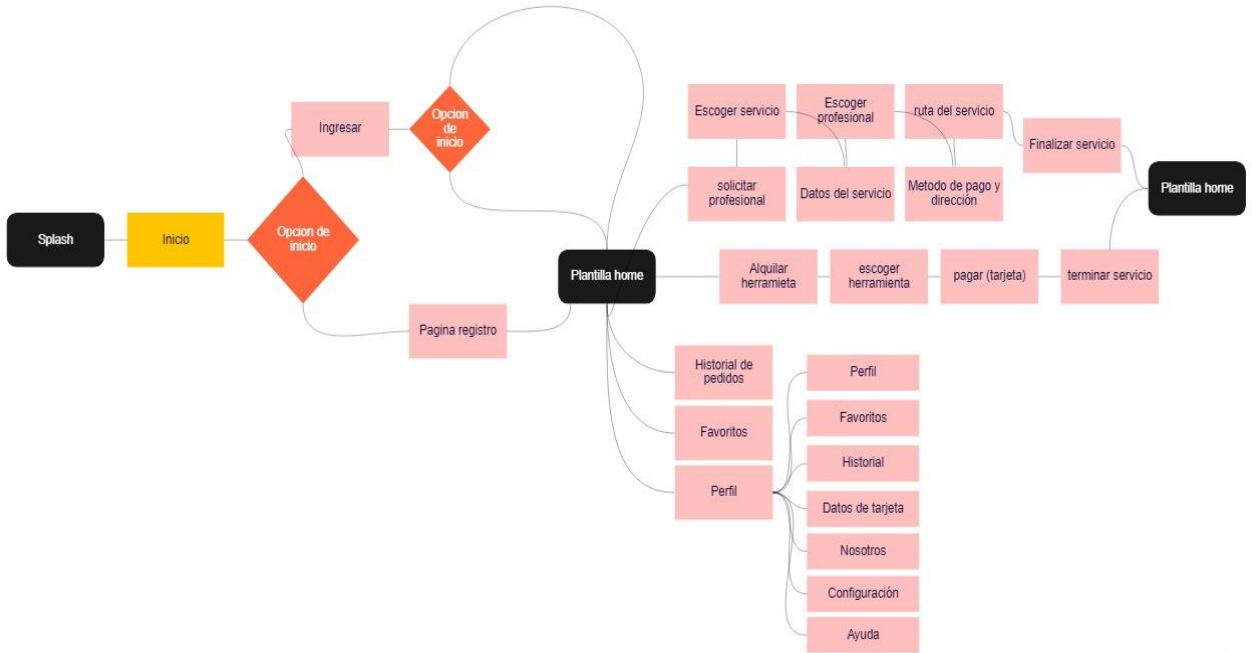 Splash
Inicio
Opcion de
inicio
Ingresar
Opcion
de
inicio
Pagina registro
Plantilla home
Escoger servicio
Escoger
profesional
ruta del servicio
Finalizar servicio
solicitar
profesional
Datos del servicio
Metodo de pago y
dirección
Plantilla home
Alquilar
herramieta
escoger
herramienta
pagar (tarjeta)
terminar servicio
Historial de
pedidos
Favoritos
Perfil
Perfil
Favoritos
Historial
Datos de tarjeta
Nosotros
Configuración
Ayuda